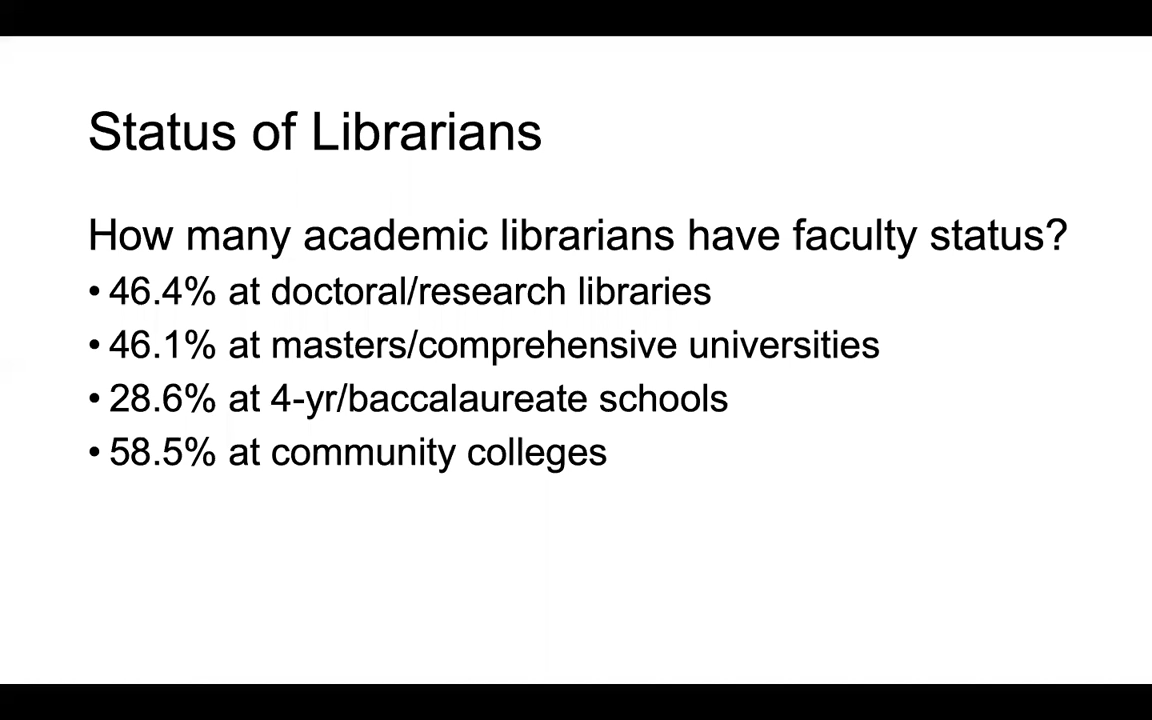 Status of Librarians
How many academic librarians have faculty status?
• 46.4% at doctoral/research libraries
• 46.1% at masters/comprehensive universities
• 28.6% at 4-yr/baccalaureate schools
• 58.5% at community colleges